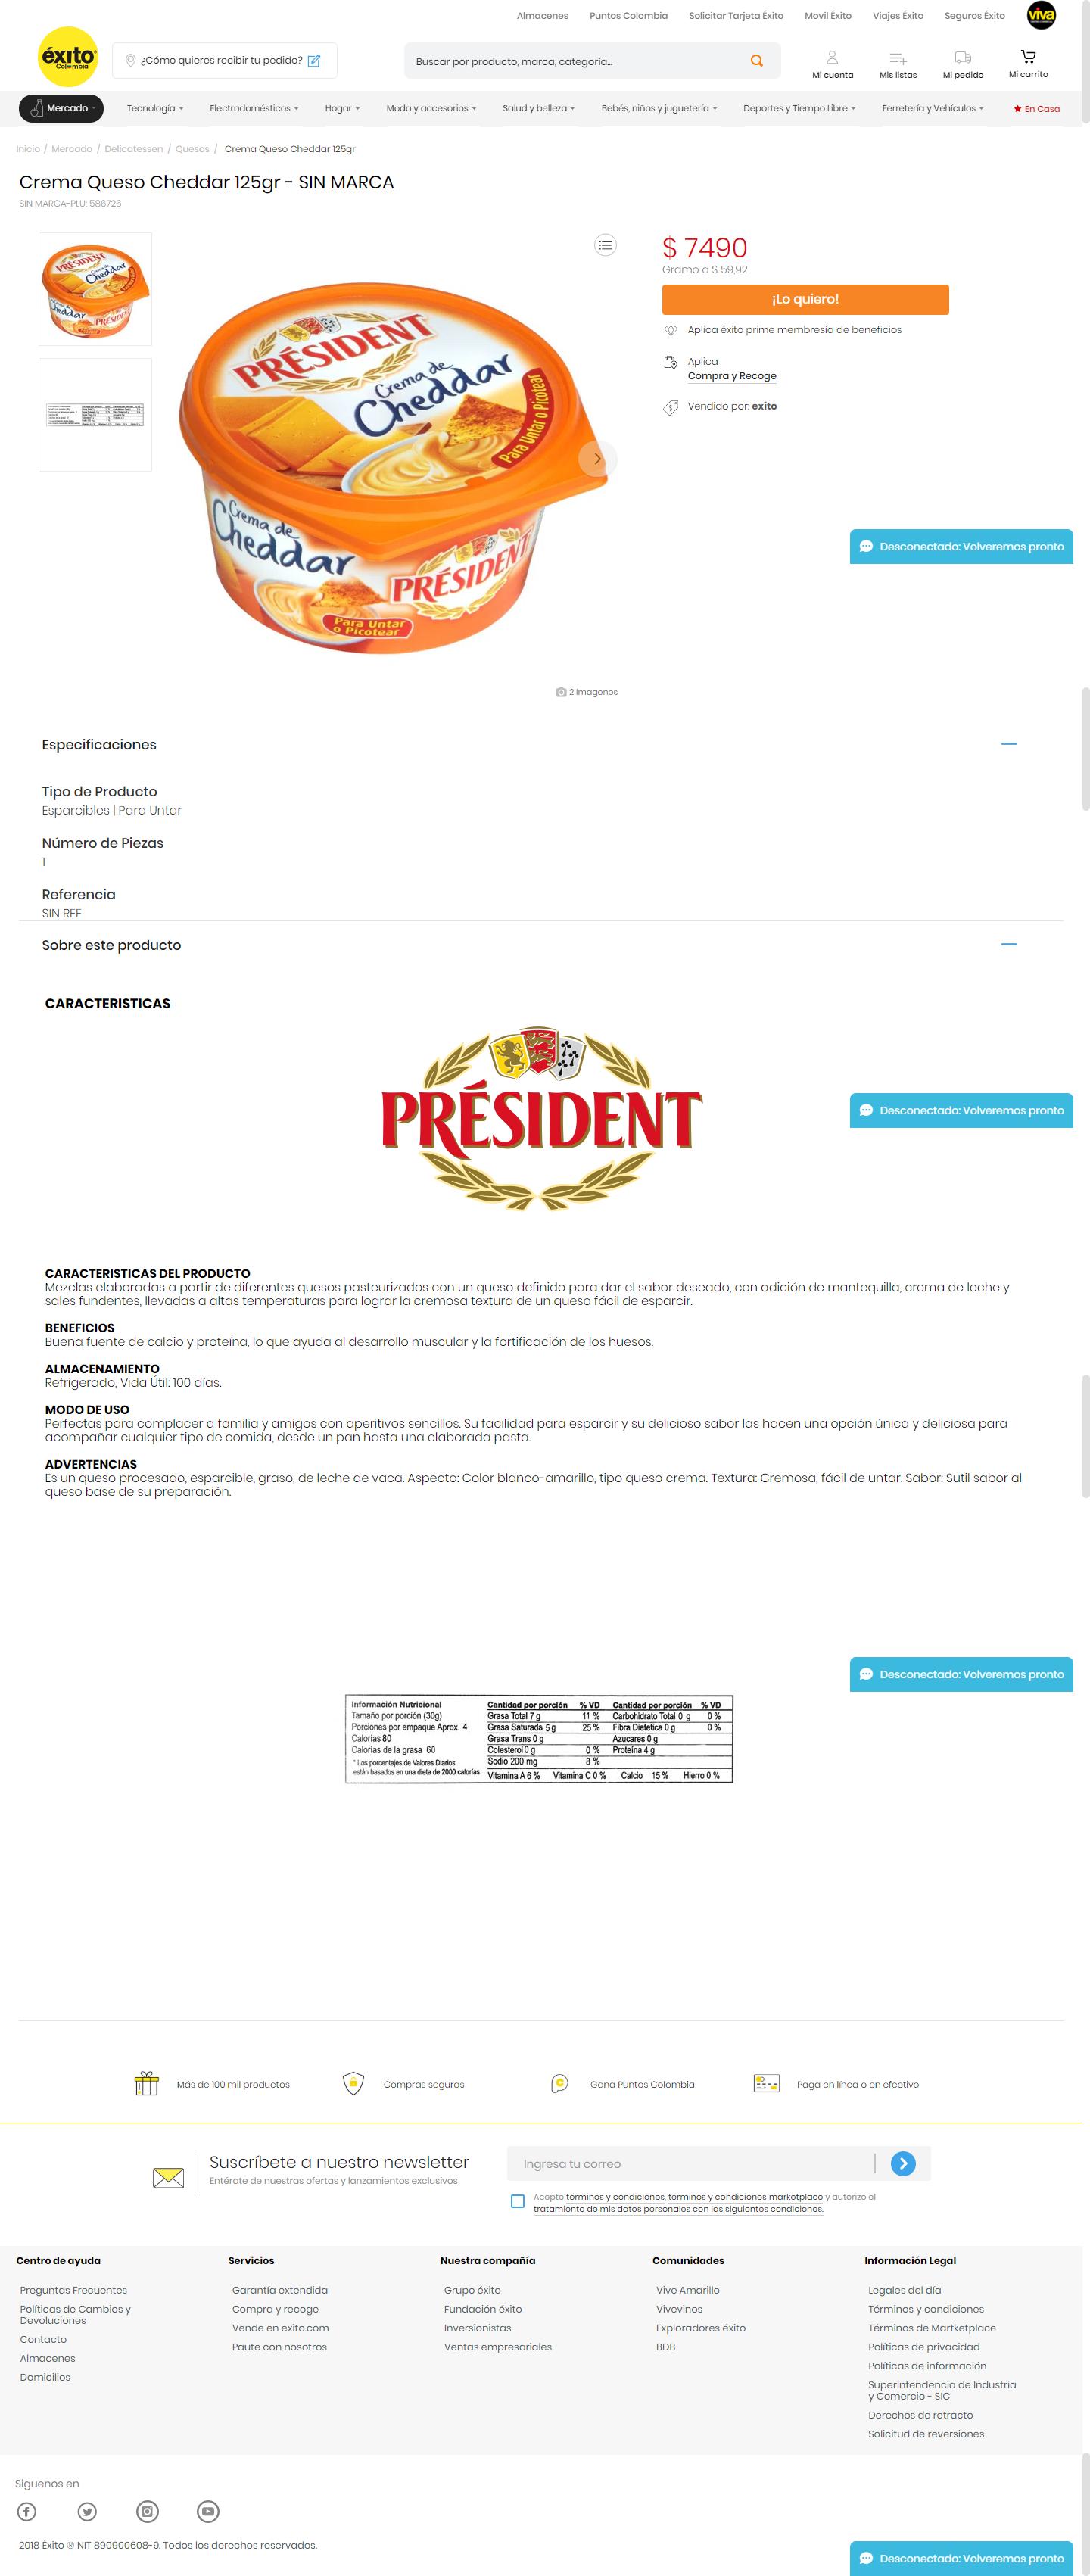 Almacenes Puntos Colombia Solicitar Tarjeta Éxito Movil Éxito Viajes Éxito Seguros Éxito viva
éxito
Colombia
¿Cómo quieres recibir tu pedido?
Buscar por producto, marca, categoría...
Mi cuenta Mis listas Mi pedido Mi carrito
Mercado Tecnología Electrodomésticos Hogar Moda y accesorios Salud y belleza Bebés, niños y juguetería Deportes y Tiempo Libre Ferretería y Vehículos En Casa
Inicio / Mercado / Delicatessen / Quesos / Crema Queso Cheddar 125gr
Crema Queso Cheddar 125gr - SIN MARCA
SIN MARCA-PLU: 586726
PRÉSIDENT
Crema de
Cheddar
Para Untar o Picotear
Crema de
Cheddar
PRÉSIDENT
Para Untar
o Picotear
$ 7490
Gramo a $ 59,92
¡Lo quiero!
Aplica éxito prime membresía de beneficios
Aplica
Compra y Recoge
Vendido por: exito
Desconectado: Volveremos pronto
2 Imagenes
Especificaciones
Tipo de Producto
Esparcibles | Para Untar
Número de Piezas
1
Referencia
SIN REF
Sobre este producto
CARACTERISTICAS
PRÉSIDENT
Desconectado: Volveremos pronto
CARACTERISTICAS DEL PRODUCTO
Mezclas elaboradas a partir de diferentes quesos pasteurizados con un queso definido para dar el sabor deseado, con adición de mantequilla, crema de leche y
sales fundentes, llevadas a altas temperaturas para lograr la cremosa textura de un queso fácil de esparcir.
BENEFICIOS
Buena fuente de calcio y proteína, lo que ayuda al desarrollo muscular y la fortificación de los huesos.
ALMACENAMIENTO
Refrigerado, Vida Útil: 100 días.
MODO DE USO
Perfectas para complacer a familia y amigos con aperitivos sencillos. Su facilidad para esparcir y su delicioso sabor las hacen una opción única y deliciosa para
acompañar cualquier tipo de comida, desde un pan hasta una elaborada pasta.
ADVERTENCIAS
Es un queso procesado, esparcible, graso, de leche de vaca. Aspecto: Color blanco-amarillo, tipo queso crema. Textura: Cremosa, fácil de untar. Sabor: Sutil sabor al
queso base de su preparación.
Desconectado: Volveremos pronto
Información Nutricional Cantidad por porción % VD Cantidad por porción % VD
Tamaño por porción (30g) Grasa Total 7 g 11 % Carbohidrato Total 0 g 0 %
Porciones por empaque Aprox. 4 Grasa Saturada 5 g 25 % Fibra Dietetica 0 g 0 %
Calorías 80 Grasa Trans 0 g Azucares 0 g
Calorías de la grasa 60 Colesterol 0 g 0 % Proteína 4 g
* Los porcentajes de Valores Diarios Sodio 200 mg 8 %
están basados en una dieta de 2000 calorías Vitamina A 6 % Vitamina C 0 % Calcio 15 % Hierro 0 %
Más de 100 mil productos Compras seguras Gana Puntos Colombia Paga en línea o en efectivo
Suscríbete a nuestro newsletter
Entérate de nuestras ofertas y lanzamientos exclusivos
Ingresa tu correo
Acepto términos y condiciones, términos y condiciones marketplace y autorizo el
tratamiento de mis datos personales con las siguientes condiciones.
Centro de ayuda
Preguntas Frecuentes
Políticas de Cambios y
Devoluciones
Contacto
Almacenes
Domicilios
Servicios
Garantía extendida
Compra y recoge
Vende en exito.com
Paute con nosotros
Nuestra compañía
Grupo éxito
Fundación éxito
Inversionistas
Ventas empresariales
Comunidades
Vive Amarillo
Vivevinos
Exploradores éxito
BDB
Información Legal
Legales del día
Términos y condiciones
Términos de Martketplace
Políticas de privacidad
Políticas de información
Superintendencia de Industria
y Comercio - SIC
Derechos de retracto
Solicitud de reversiones
Síguenos en
2018 Éxito ® NIT 890900608-9. Todos los derechos reservados.
Desconectado: Volveremos pronto